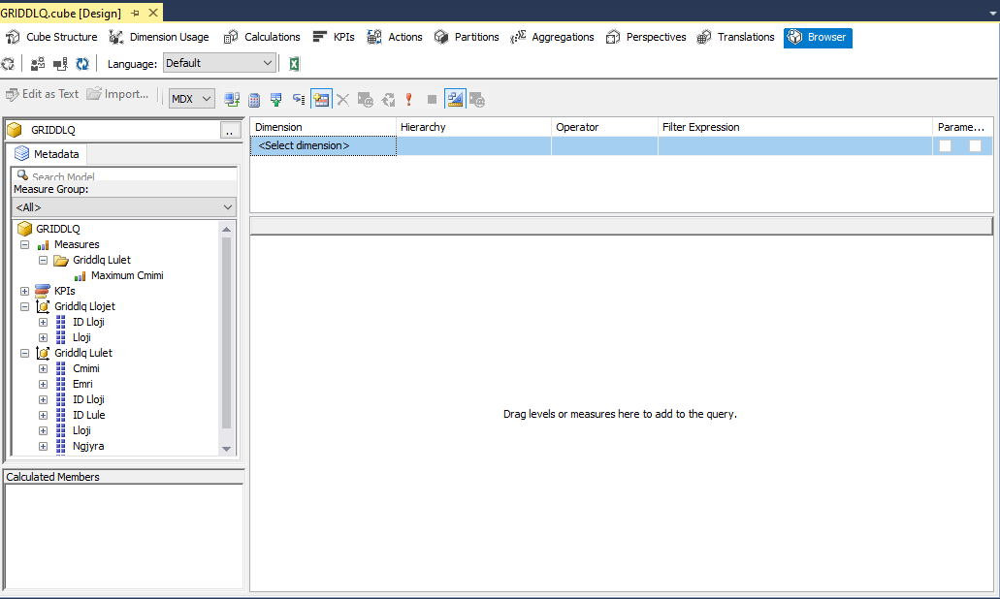 GRIDDLQ.cube [Design]
Cube Structure Dimension Usage Calculations KPIs Actions Partitions Aggregations Perspectives Translations Browser
Language: Default
Edit as Text Import... MDX
GRIDDLQ ..
Metadata
Search Model
Measure Group:
<All>
GRIDDLQ
Measures
Griddlq Lulet
Maximum Cmimi
KPIs
Griddlq Llojet
ID Lloji
Lloji
Griddlq Lulet
Cmimi
Emri
ID Lloji
ID Lule
Lloji
Ngjyra
Calculated Members
Dimension Hierarchy Operator Filter Expression Parame...
<Select dimension>
Drag levels or measures here to add to the query.